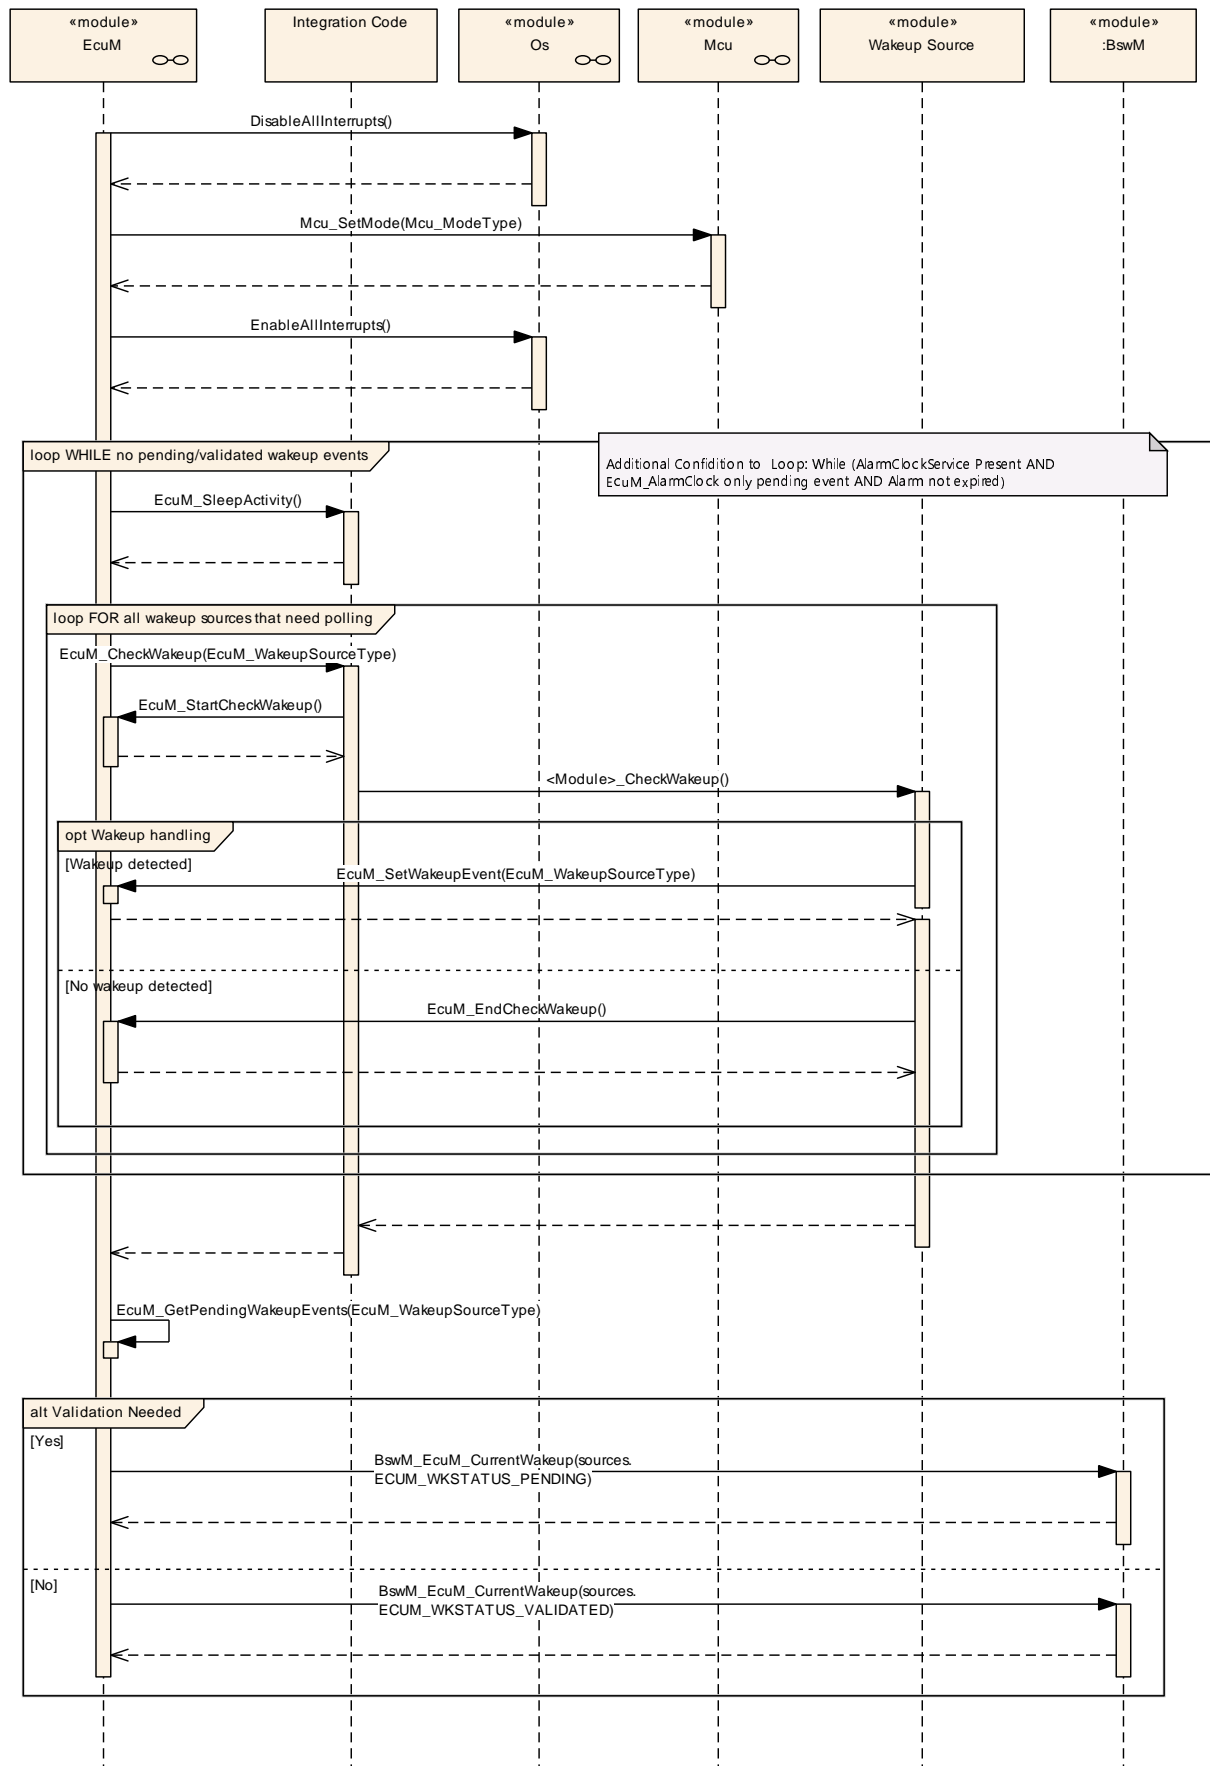 «module»
EcuM
Integration Code
«module»
Os
«module»
Mcu
«module»
Wakeup Source
«module»
:BswM
DisableAllInterrupts()
Mcu_SetMode(Mcu_ModeType)
EnableAllInterrupts()
loop WHILE no pending/validated wakeup events
Additional Confidition to Loop: While (AlarmClockService Present AND
EcuM_AlarmClock only pending event AND Alarm not expired)
EcuM_SleepActivity()
loop FOR all wakeup sources that need polling
EcuM_CheckWakeup(EcuM_WakeupSourceType)
EcuM_StartCheckWakeup()
<Module>_CheckWakeup()
opt Wakeup handling
[Wakeup detected]
EcuM_SetWakeupEvent(EcuM_WakeupSourceType)
[No wakeup detected]
EcuM_EndCheckWakeup()
EcuM_GetPendingWakeupEvents(EcuM_WakeupSourceType)
alt Validation Needed
[Yes]
BswM_EcuM_CurrentWakeup(sources.
ECUM_WKSTATUS_PENDING)
[No]
BswM_EcuM_CurrentWakeup(sources.
ECUM_WKSTATUS_VALIDATED)